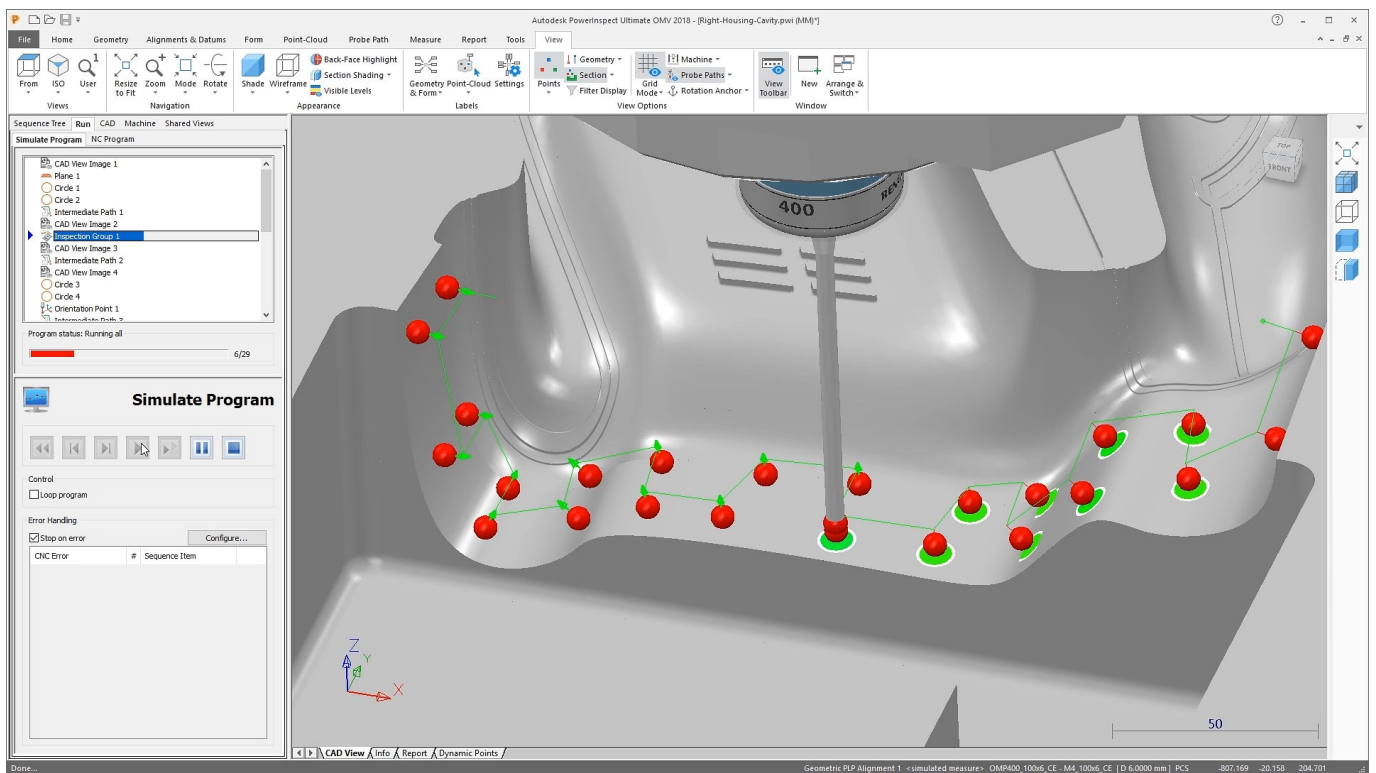 Autodesk PowerInspect Ultimate OMV 2018 - [Right-Housing-Cavity.pwi (MM)*]
File Home Geometry Alignments & Datums Form Point-Cloud Probe Path Measure Report Tools View
From ISO User Resize to Fit Zoom Mode Rotate Shade Wireframe Back-Face Highlight Section Shading Visible Levels Geometry & Form Point-Cloud Settings Points Geometry Section Filter Display Grid Mode Machine Probe Paths Rotation Anchor View Toolbar New Arrange & Switch
Views Navigation Appearance Labels View Options Window
Sequence Tree Run CAD Machine Shared Views
Simulate Program NC Program
CAD View Image 1
Plane 1
Circle 1
Circle 2
Intermediate Path 1
CAD View Image 2
Inspection Group 1
CAD View Image 3
Intermediate Path 2
CAD View Image 4
Circle 3
Circle 4
Orientation Point 1
Program status: Running all
6/29
Simulate Program
Control
Loop program
Error Handling
Stop on error Configure...
CNC Error # Sequence Item
400
TOP
FRONT
Z
Y
X
50
CAD View Info Report Dynamic Points
Done... Geometric PLP Alignment 1 <simulated measure> OMP400_100x6_CE - M4_100x6_CE | D 6.0000 mm | PCS -807.169 -20.158 204.701